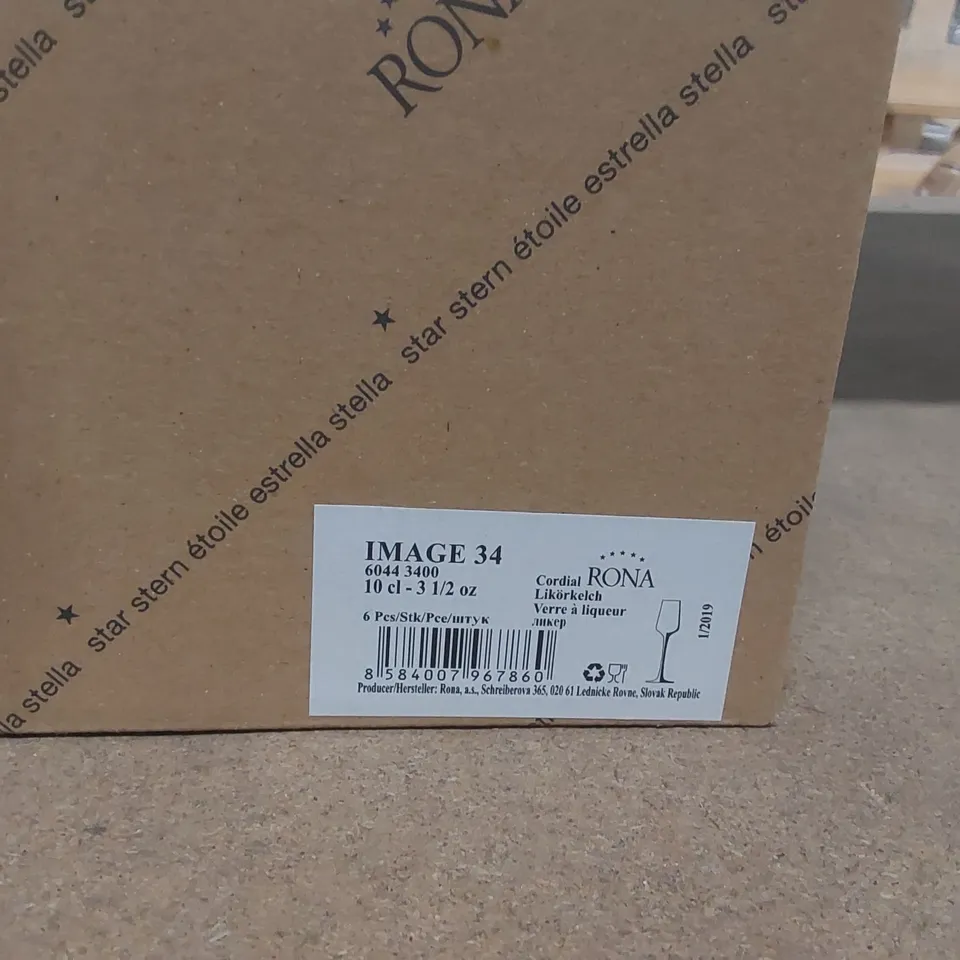 stella
RONA
star stern étoile estrella stella
star stern étoile estrella stella
stella
étoile
IMAGE 34
6044 3400
10 cl - 3 1/2 oz
6 Pcs/Stk/Pce/штук
8 584007 967860
RONA
Cordial
Likörkelch
Verre à liqueur
ликер
1/2019
Producer/Hersteller: Rona, a.s., Schreiberova 365, 020 61 Lednicke Rovne, Slovak Republic